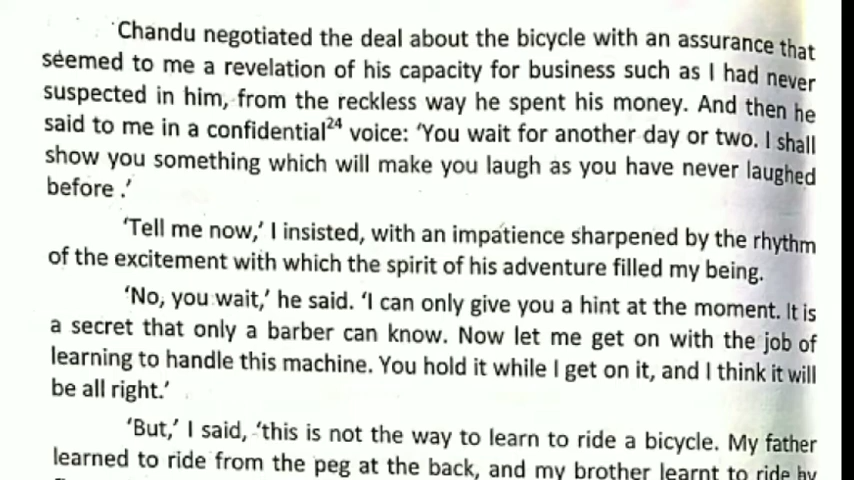 Chandu negotiated the deal about the bicycle with an assurance that
seemed to me a revelation of his capacity for business such as I had never
suspected in him, from the reckless way he spent his money. And then he
said to me in a confidential²⁴ voice: ‘You wait for another day or two. I shall
show you something which will make you laugh as you have never laughed
before .’
‘Tell me now,’ I insisted, with an impatience sharpened by the rhythm
of the excitement with which the spirit of his adventure filled my being.
‘No, you wait,’ he said. ‘I can only give you a hint at the moment. It is
a secret that only a barber can know. Now let me get on with the job of
learning to handle this machine. You hold it while I get on it, and I think it will
be all right.’
‘But,’ I said, ‘this is not the way to learn to ride a bicycle. My father
learned to ride from the peg at the back, and my brother learnt to ride by